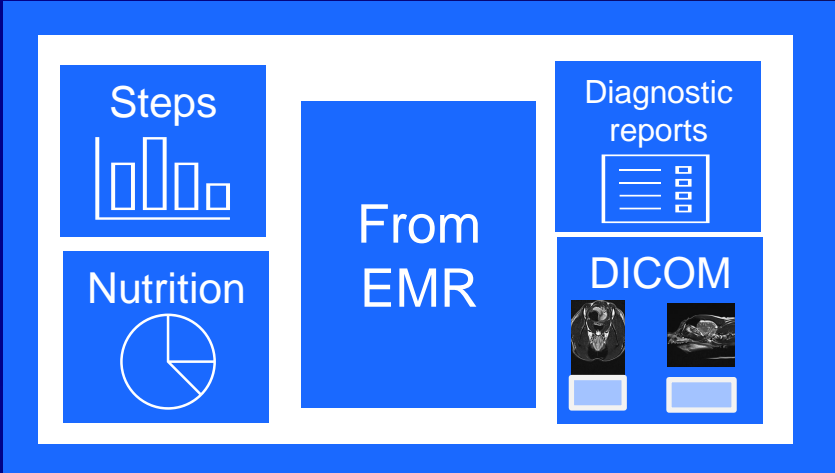 Steps
Nutrition
From
EMR
Diagnostic
reports
DICOM